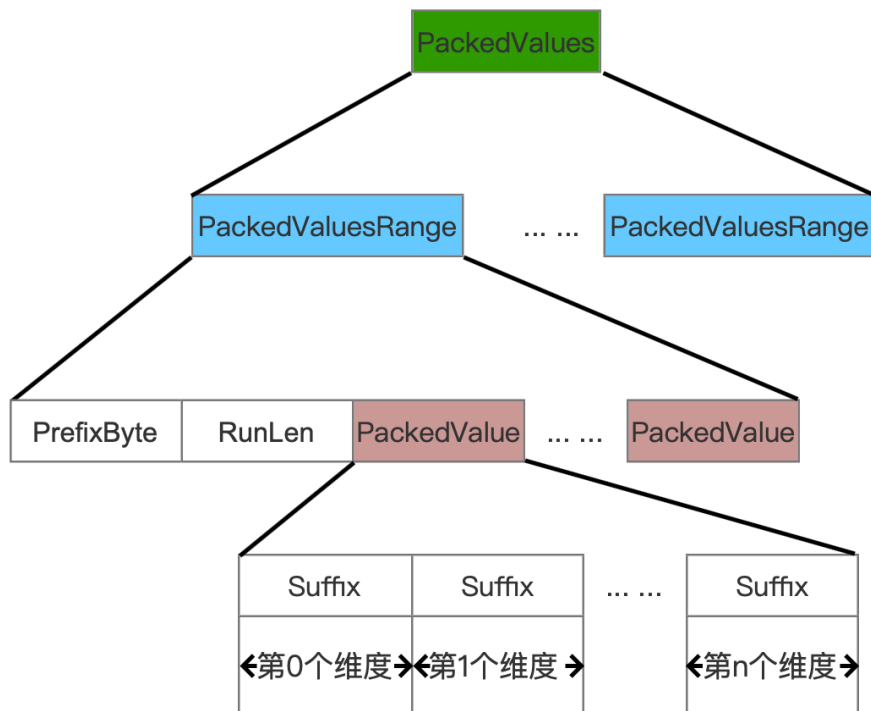 PackedValues
PackedValuesRange ... ... PackedValuesRange
PrefixByte RunLen PackedValue ... ... PackedValue
Suffix Suffix ... ... Suffix
第0个维度 第1个维度 第n个维度